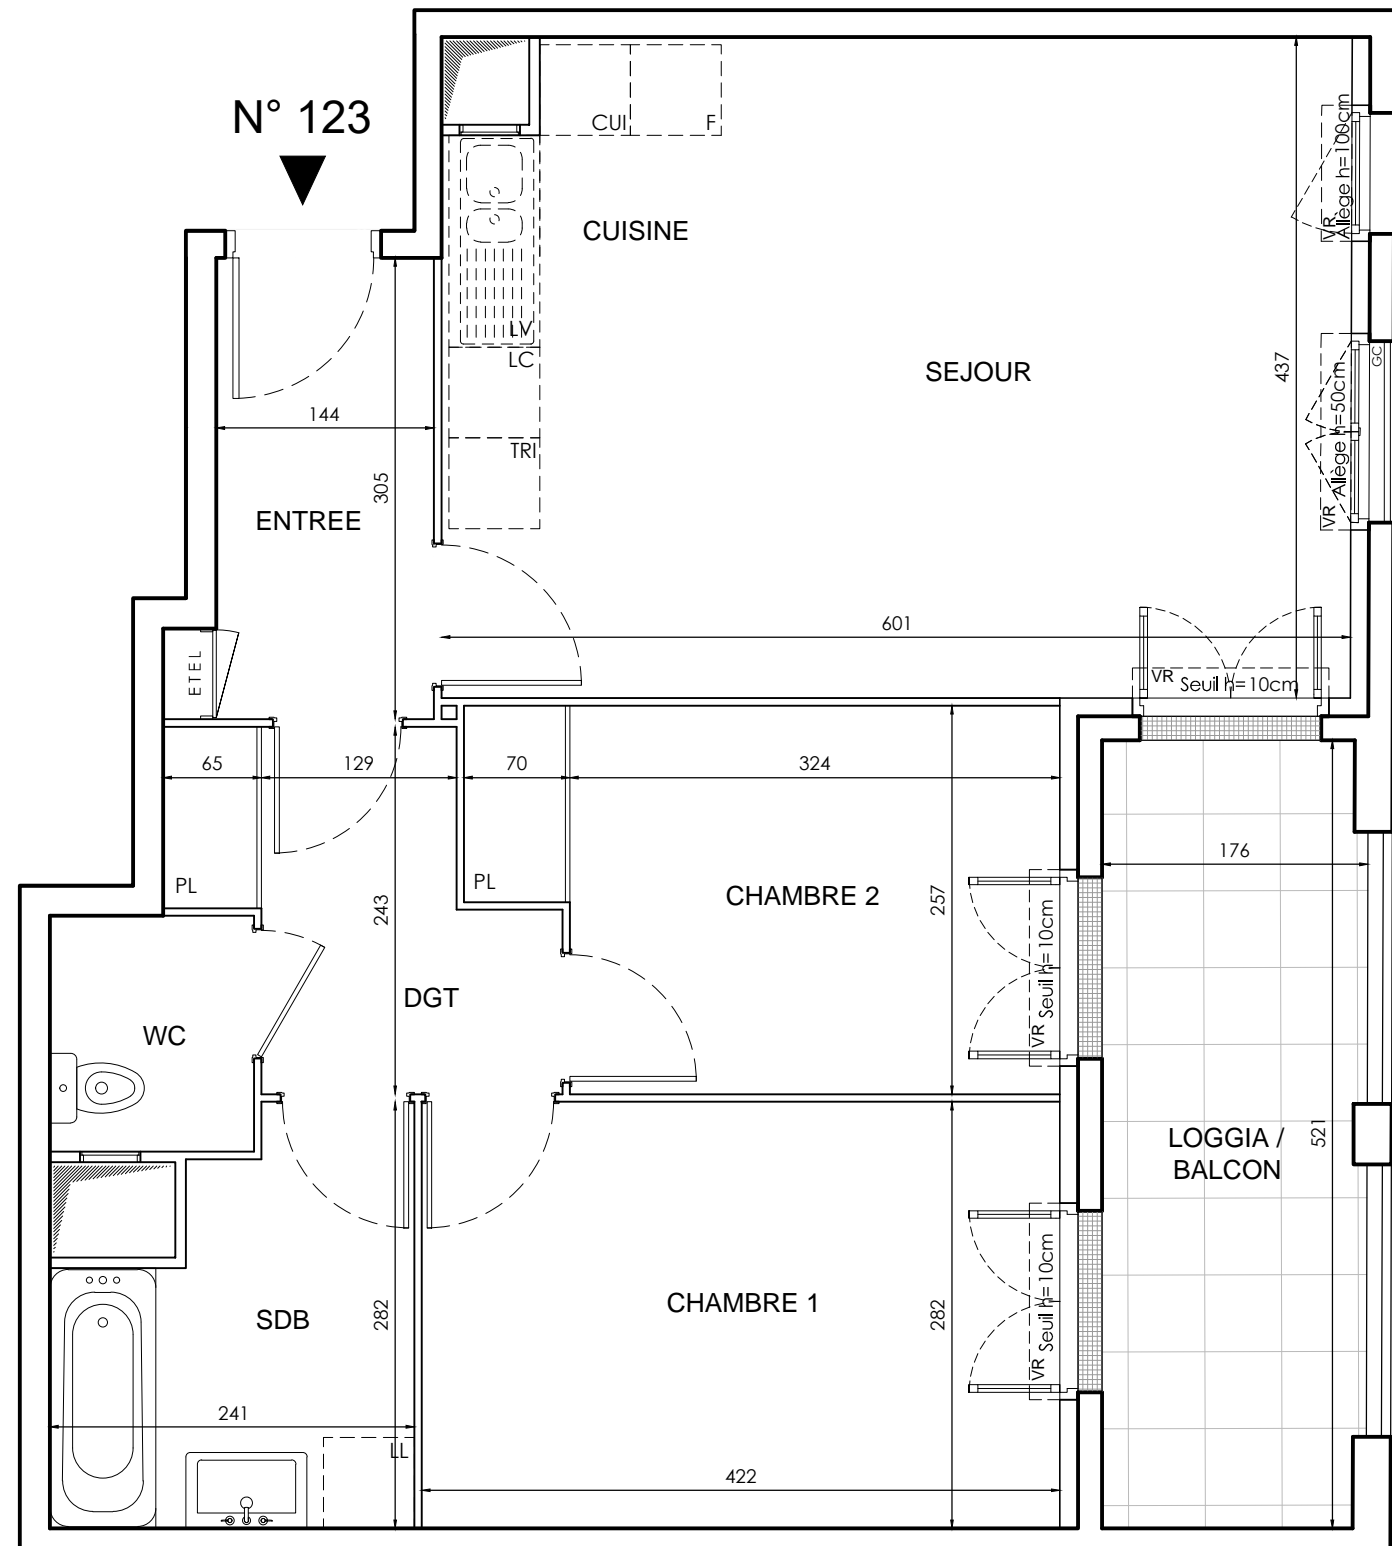 N° 123
CUI
F
VR
Allège h=100cm
CUISINE
LV
LC
TRI
SEJOUR
437
GC
VR
Allège h=50cm
144
305
ENTREE
601
ETEL
VR
Seuil h=10cm
65
129
70
324
176
PL
PL
243
CHAMBRE 2
257
VR
Seuil h=10cm
DGT
WC
LOGGIA /
BALCON
521
SDB
282
CHAMBRE 1
282
VR
Seuil h=10cm
241
LL
422